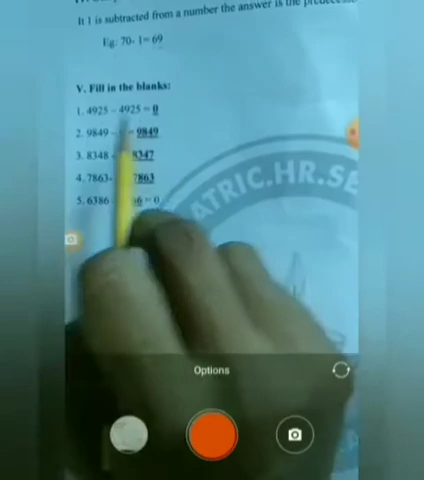 It 1 is subtracted from a number the answer is the
Eg: 70- 1= 69
V. Fill in the blanks:
1. 4925 – 4925 = 0
2. 9849 – = 9849
3. 8348 8347
4. 7863- 7863
5. 6386 = 0
ATRIC.HR.SE
Options